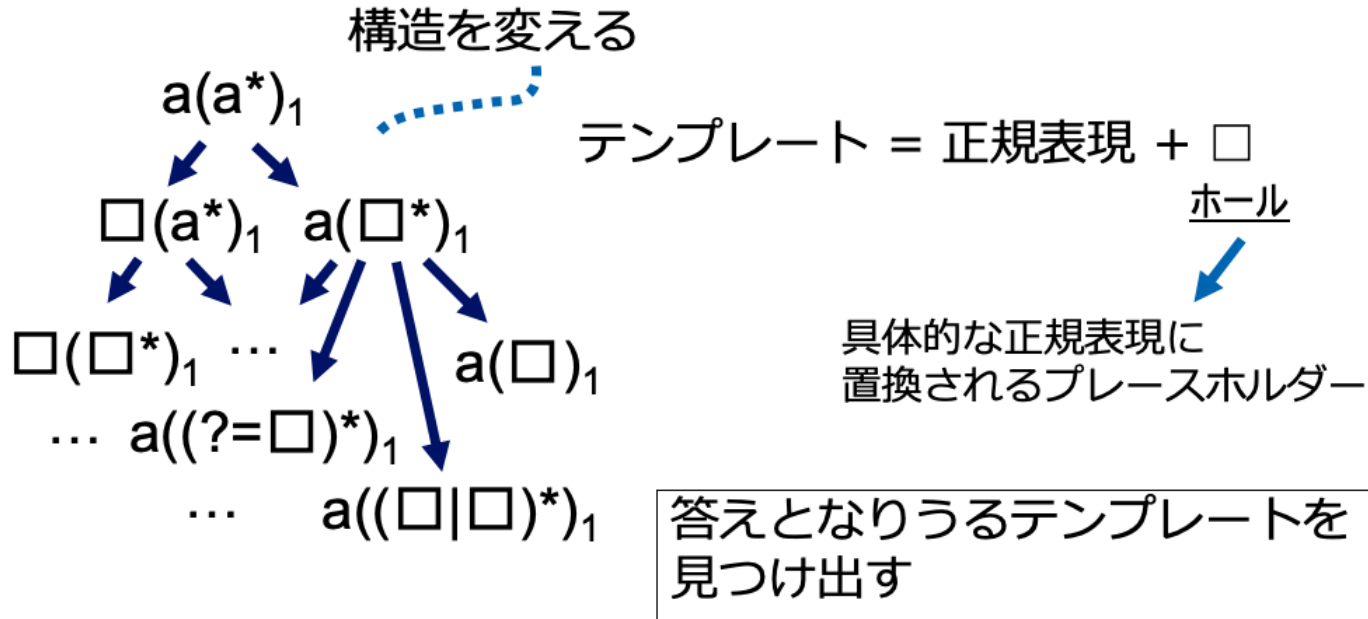 構造を変える
a(a*)₁
テンプレート = 正規表現 + □
ホール
□(a*)₁ a(□*)₁
具体的な正規表現に
置換されるプレースホルダー
□(□*)₁ … a(□)₁
… a((?=□)*)₁
… a((□|□)*)₁
答えとなりうるテンプレートを
見つけ出す